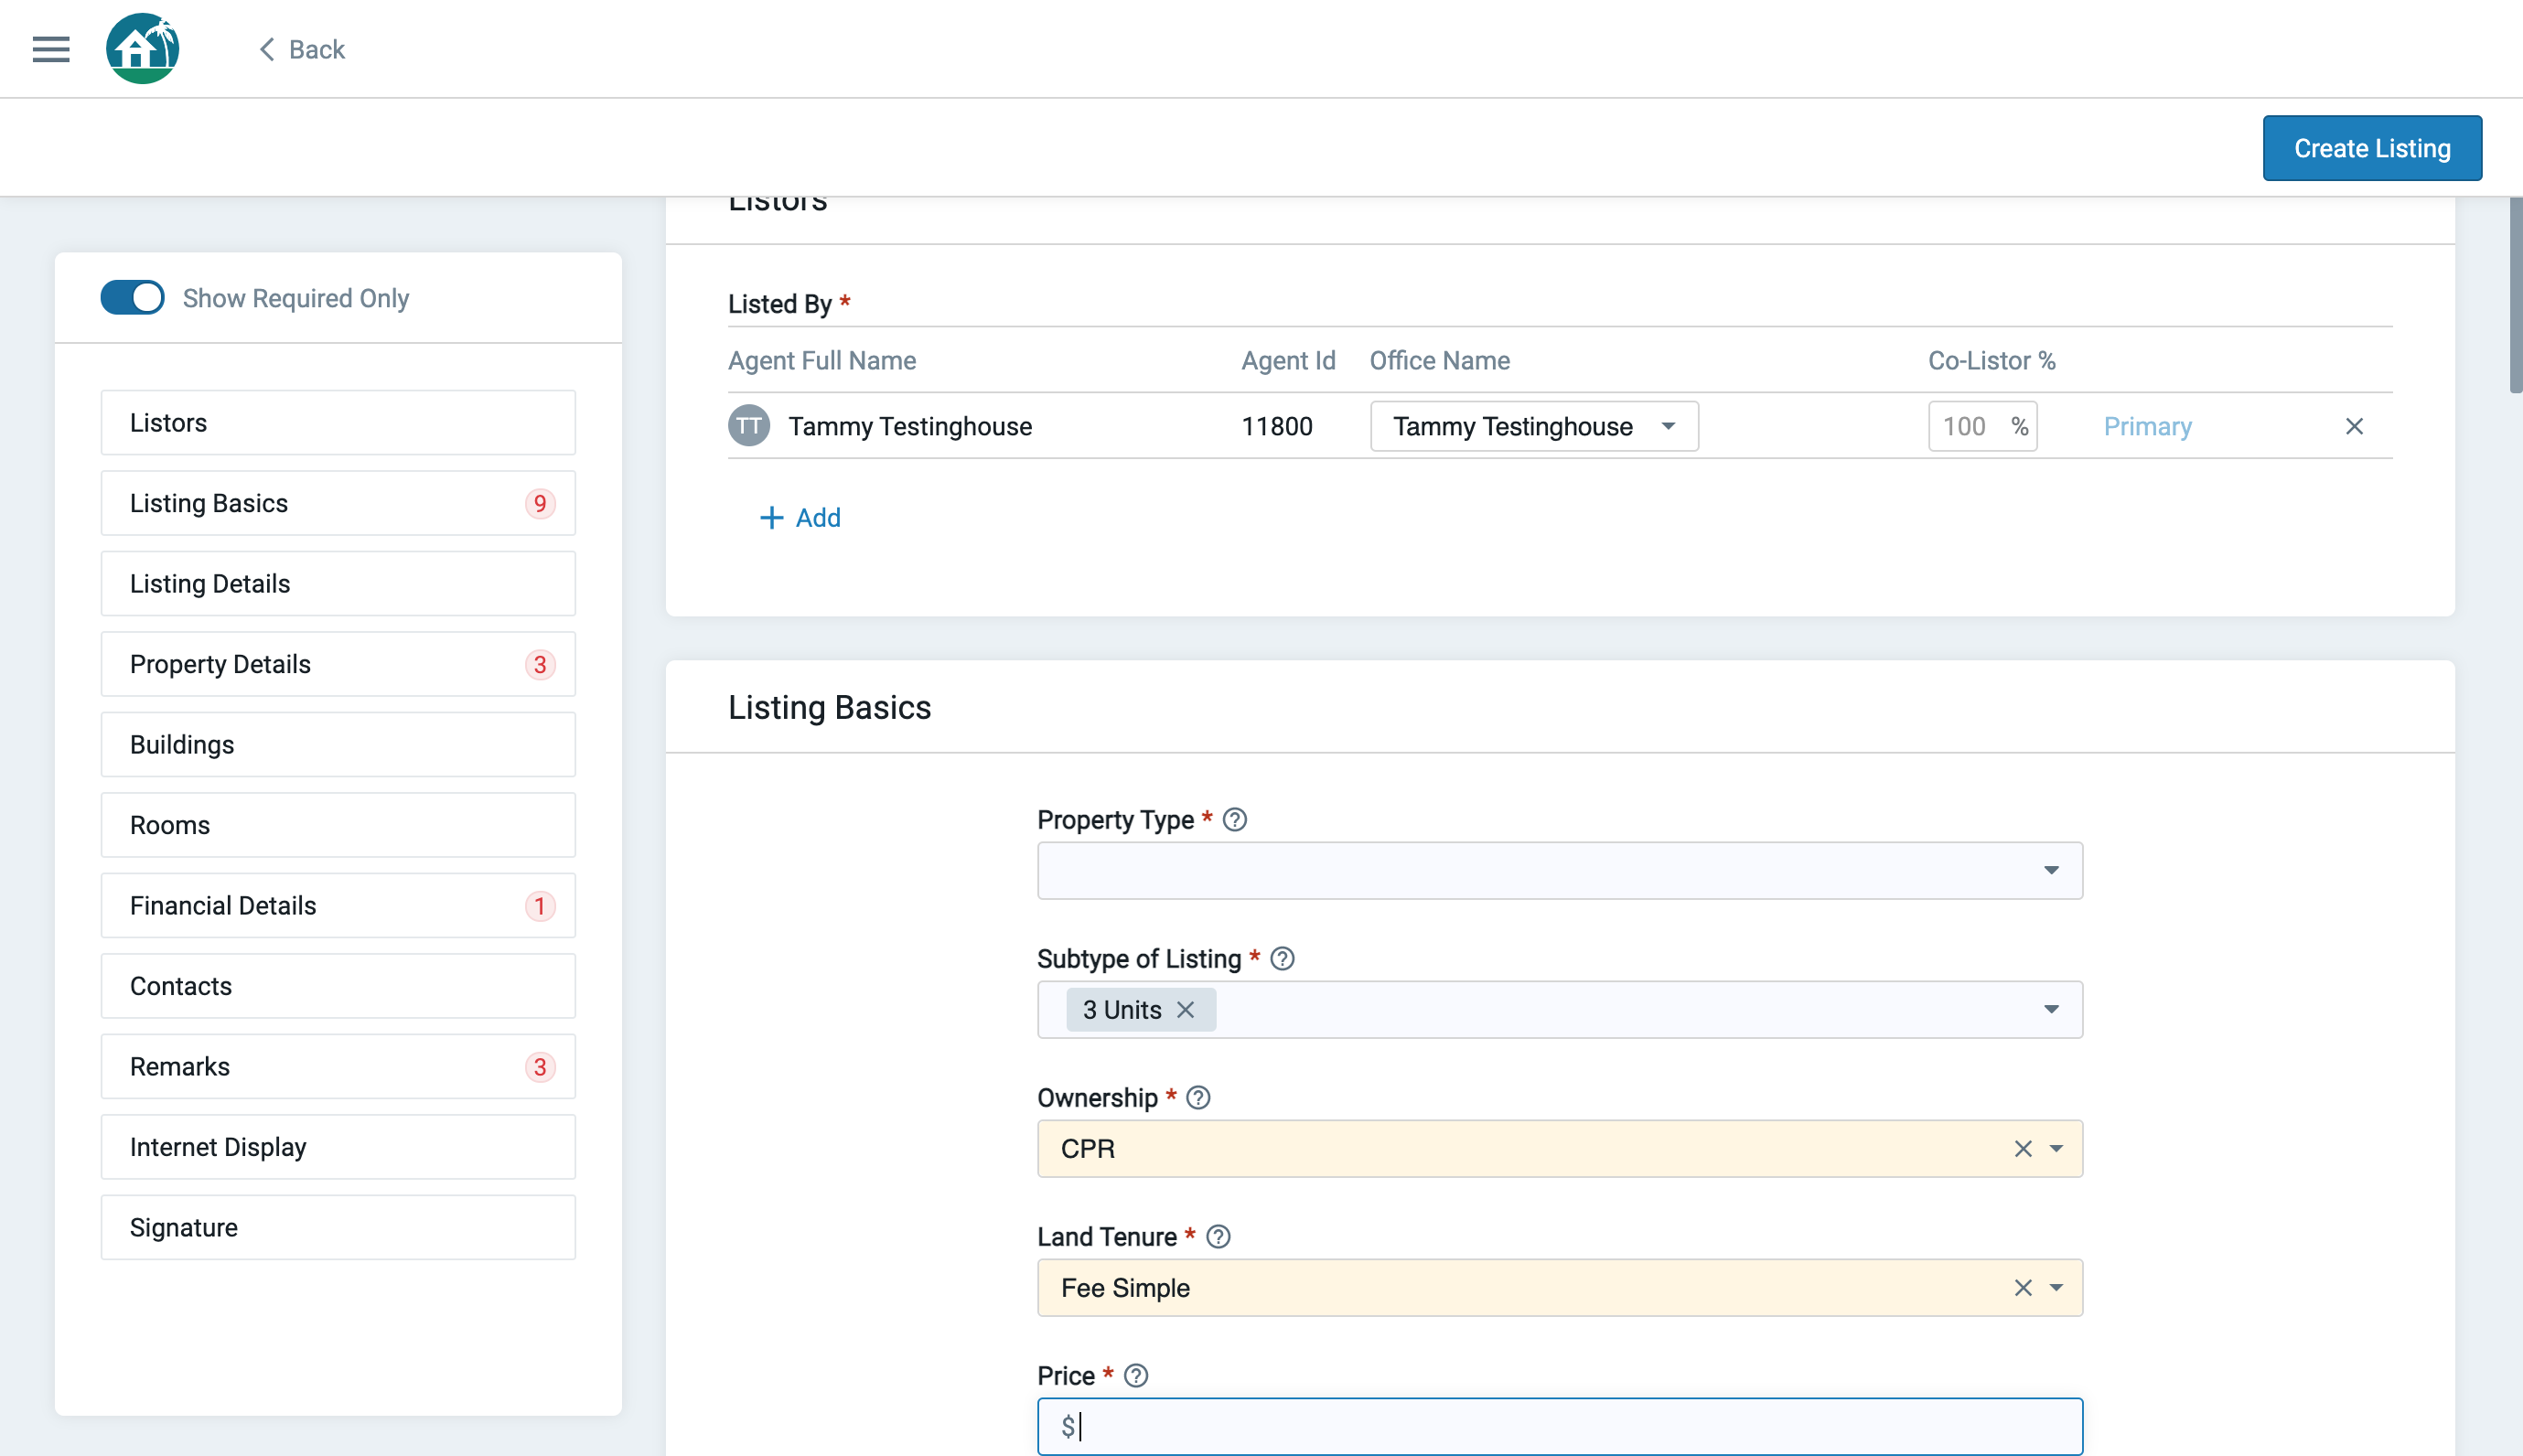 Back
Create Listing
Show Required Only
Listors
Listing Basics 9
Listing Details
Property Details 3
Buildings
Rooms
Financial Details 1
Contacts
Remarks 3
Internet Display
Signature
Listors
Listed By *
Agent Full Name Agent Id Office Name Co-Listor %
TT Tammy Testinghouse 11800 Tammy Testinghouse 100 % Primary
+ Add
Listing Basics
Property Type * ?
Subtype of Listing * ?
3 Units
Ownership * ?
CPR
Land Tenure * ?
Fee Simple
Price * ?
$